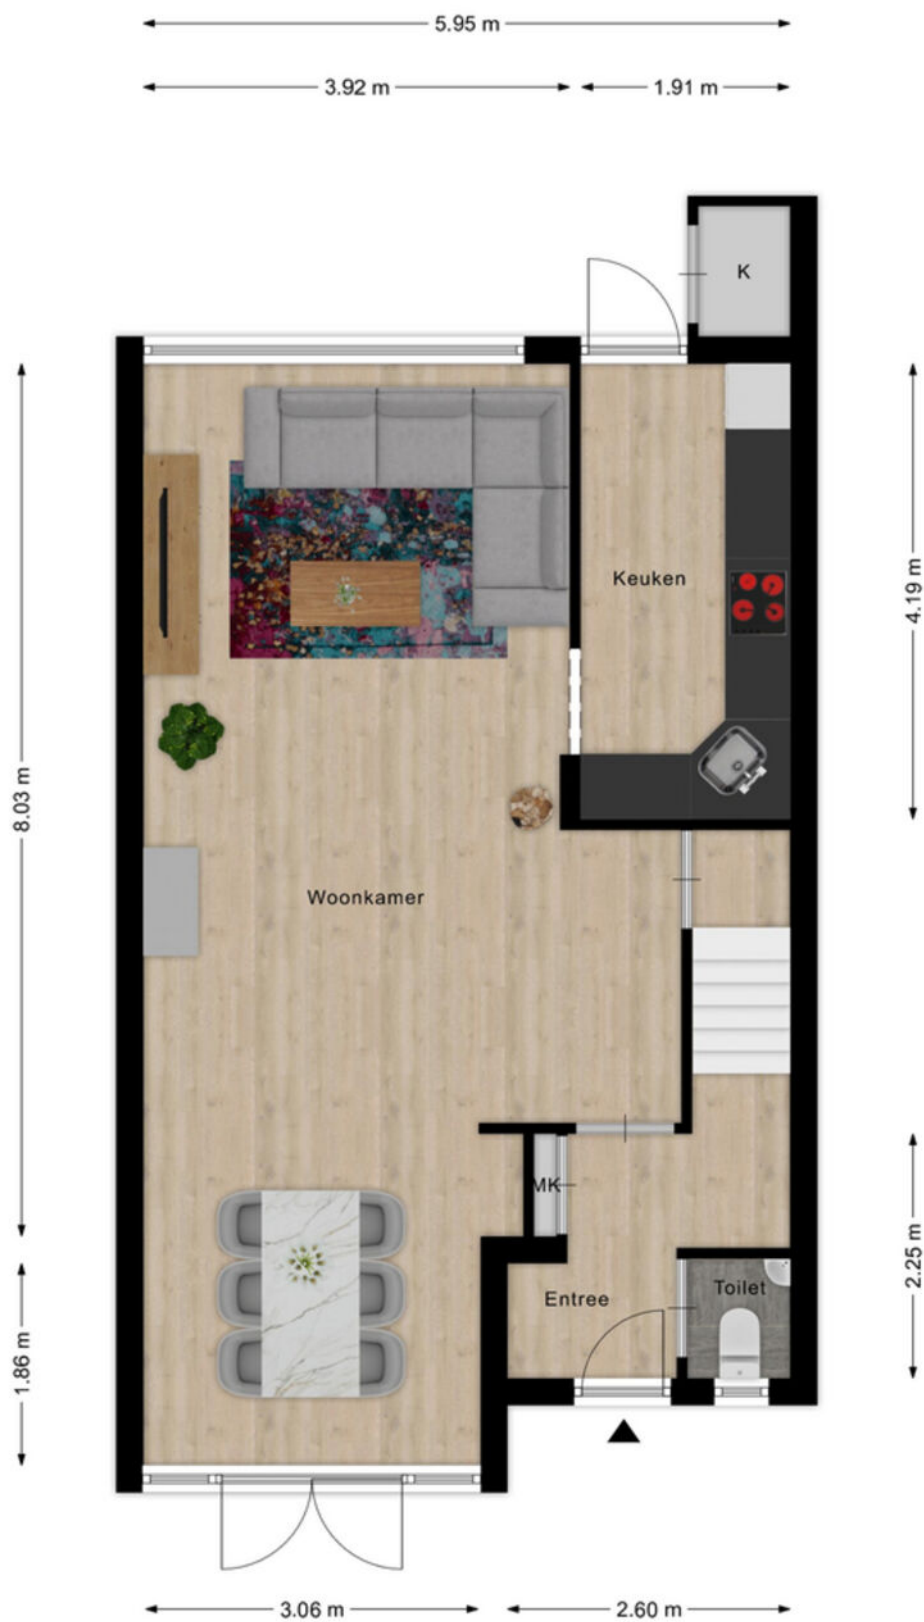 5.95 m
3.92 m
1.91 m
K
Keuken
4.19 m
8.03 m
Woonkamer
MK
2.25 m
Toilet
Entree
1.86 m
3.06 m
2.60 m